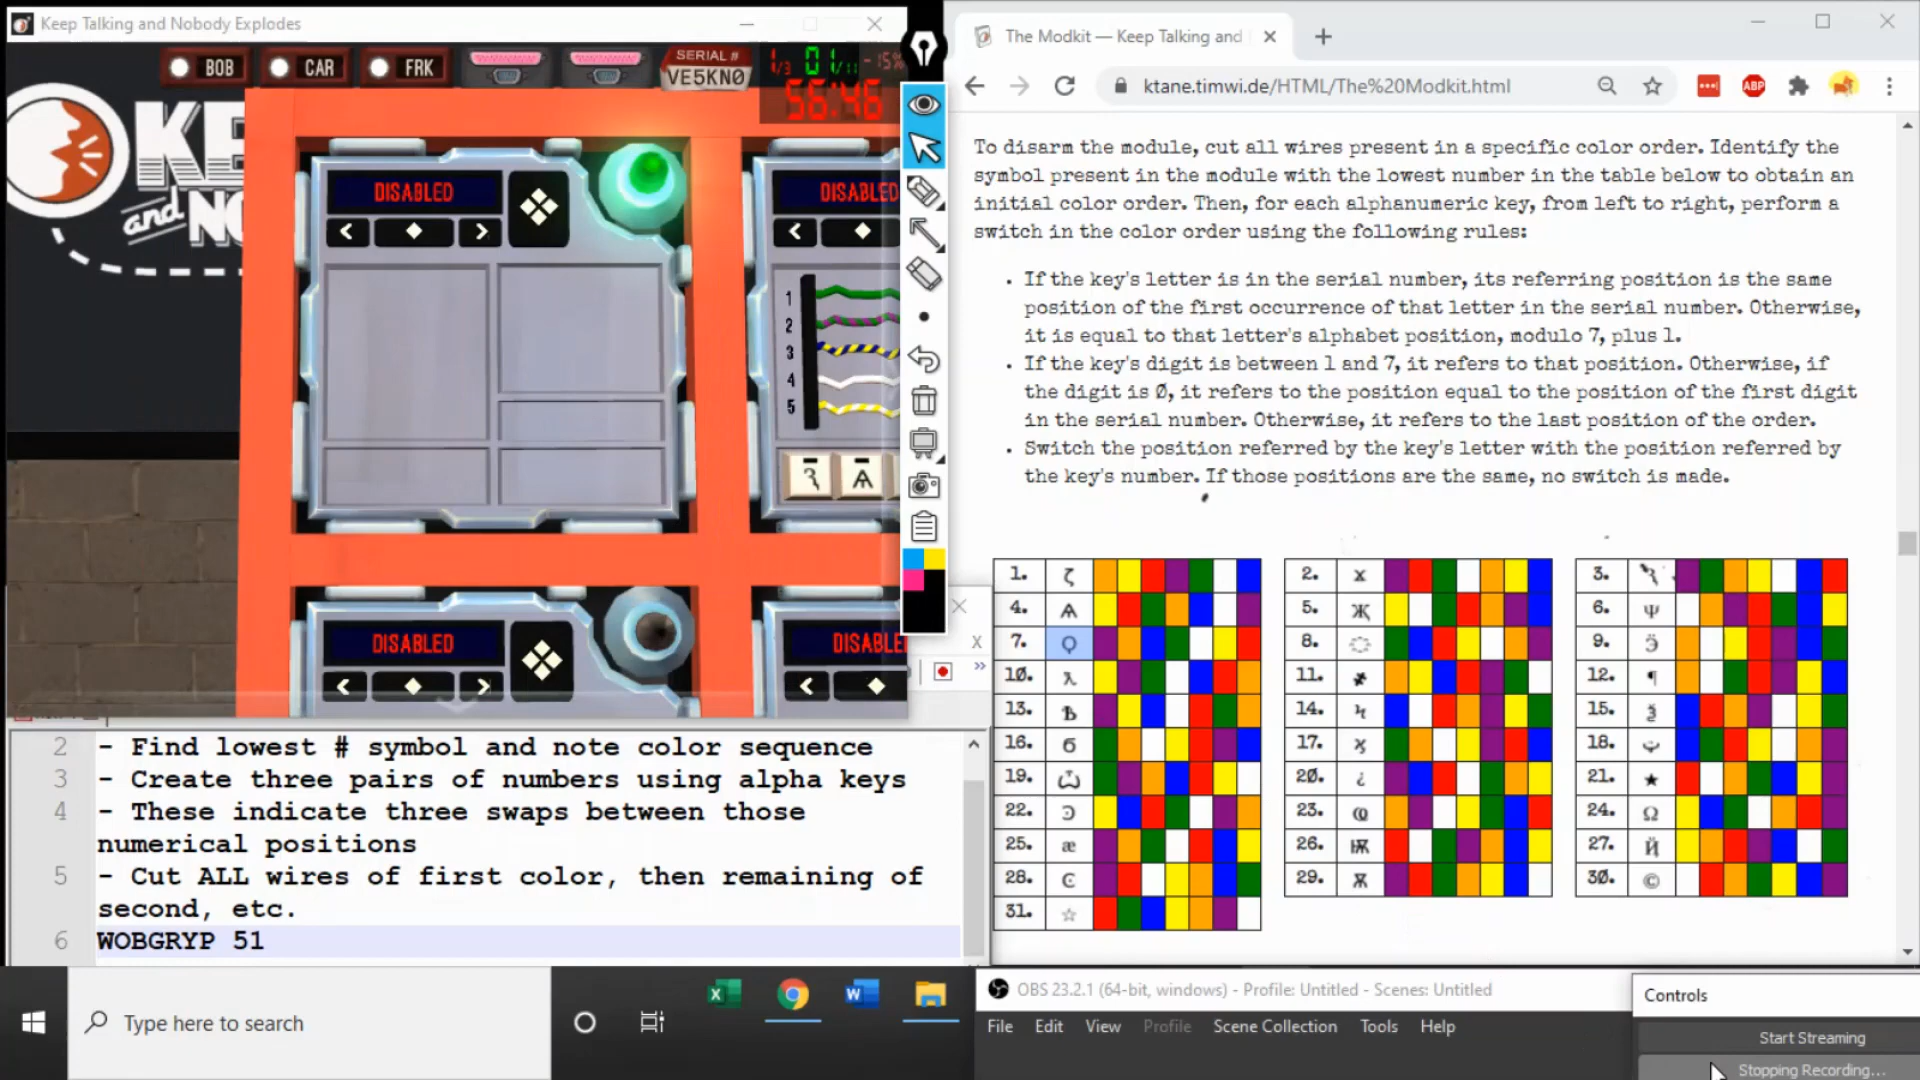 Keep Talking and Nobody Explodes
BOB
CAR
FRK
SERIAL #
VE5KN0
1/3 01/11 -15%
56:46
and
DISABLED
DISABLED
1
2
3
4
5
DISABLED
2 - Find lowest # symbol and note color sequence
3 - Create three pairs of numbers using alpha keys
4 - These indicate three swaps between those
numerical positions
5 - Cut ALL wires of first color, then remaining of
second, etc.
6 WOBGRYP 51
The Modkit — Keep Talking and
ktane.timwi.de/HTML/The%20Modkit.html
ABP
To disarm the module, cut all wires present in a specific color order. Identify the
symbol present in the module with the lowest number in the table below to obtain an
initial color order. Then, for each alphanumeric key, from left to right, perform a
switch in the color order using the following rules:
• If the key's letter is in the serial number, its referring position is the same
position of the first occurrence of that letter in the serial number. Otherwise,
it is equal to that letter's alphabet position, modulo 7, plus 1.
• If the key's digit is between 1 and 7, it refers to that position. Otherwise, if
the digit is 0, it refers to the position equal to the position of the first digit
in the serial number. Otherwise, it refers to the last position of the order.
• Switch the position referred by the key's letter with the position referred by
the key's number. If those positions are the same, no switch is made.
1. ζ 2. x 3.
4. Ѧ 5. Җ 6. Ψ
7. Ϙ 8. 9. Ӭ
10. ƛ 11. 12. ¶
13. Ѣ 14. Ϟ 15. Ѯ
16. б 17. ϗ 18.
19. Ѽ 20. ¿ 21. ★
22. Ͽ 23. 24. Ω
25. æ 26. Ѭ 27. Ҋ
28. Ͼ 29. Ѫ 30. ©
31. ☆
Type here to search
OBS 23.2.1 (64-bit, windows) - Profile: Untitled - Scenes: Untitled
File Edit View Profile Scene Collection Tools Help
Controls
Start Streaming
Stopping Recording...